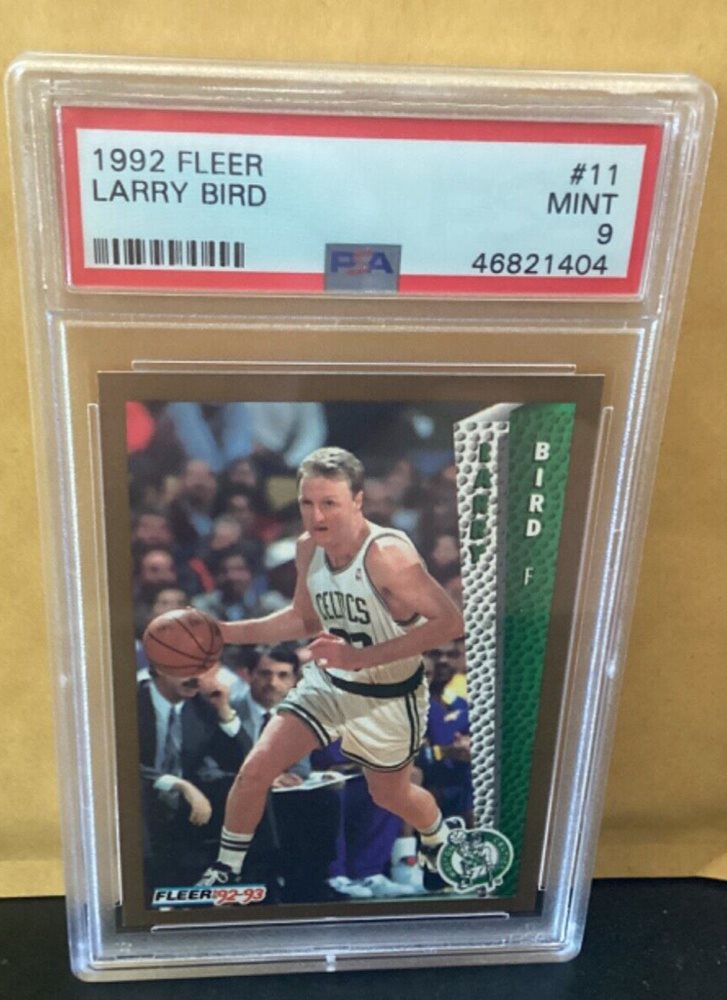 1992 FLEER
#11
LARRY BIRD
MINT
9
PSA
46821404
LARRY
BIRD
F
CELTICS
FLEER '92-93